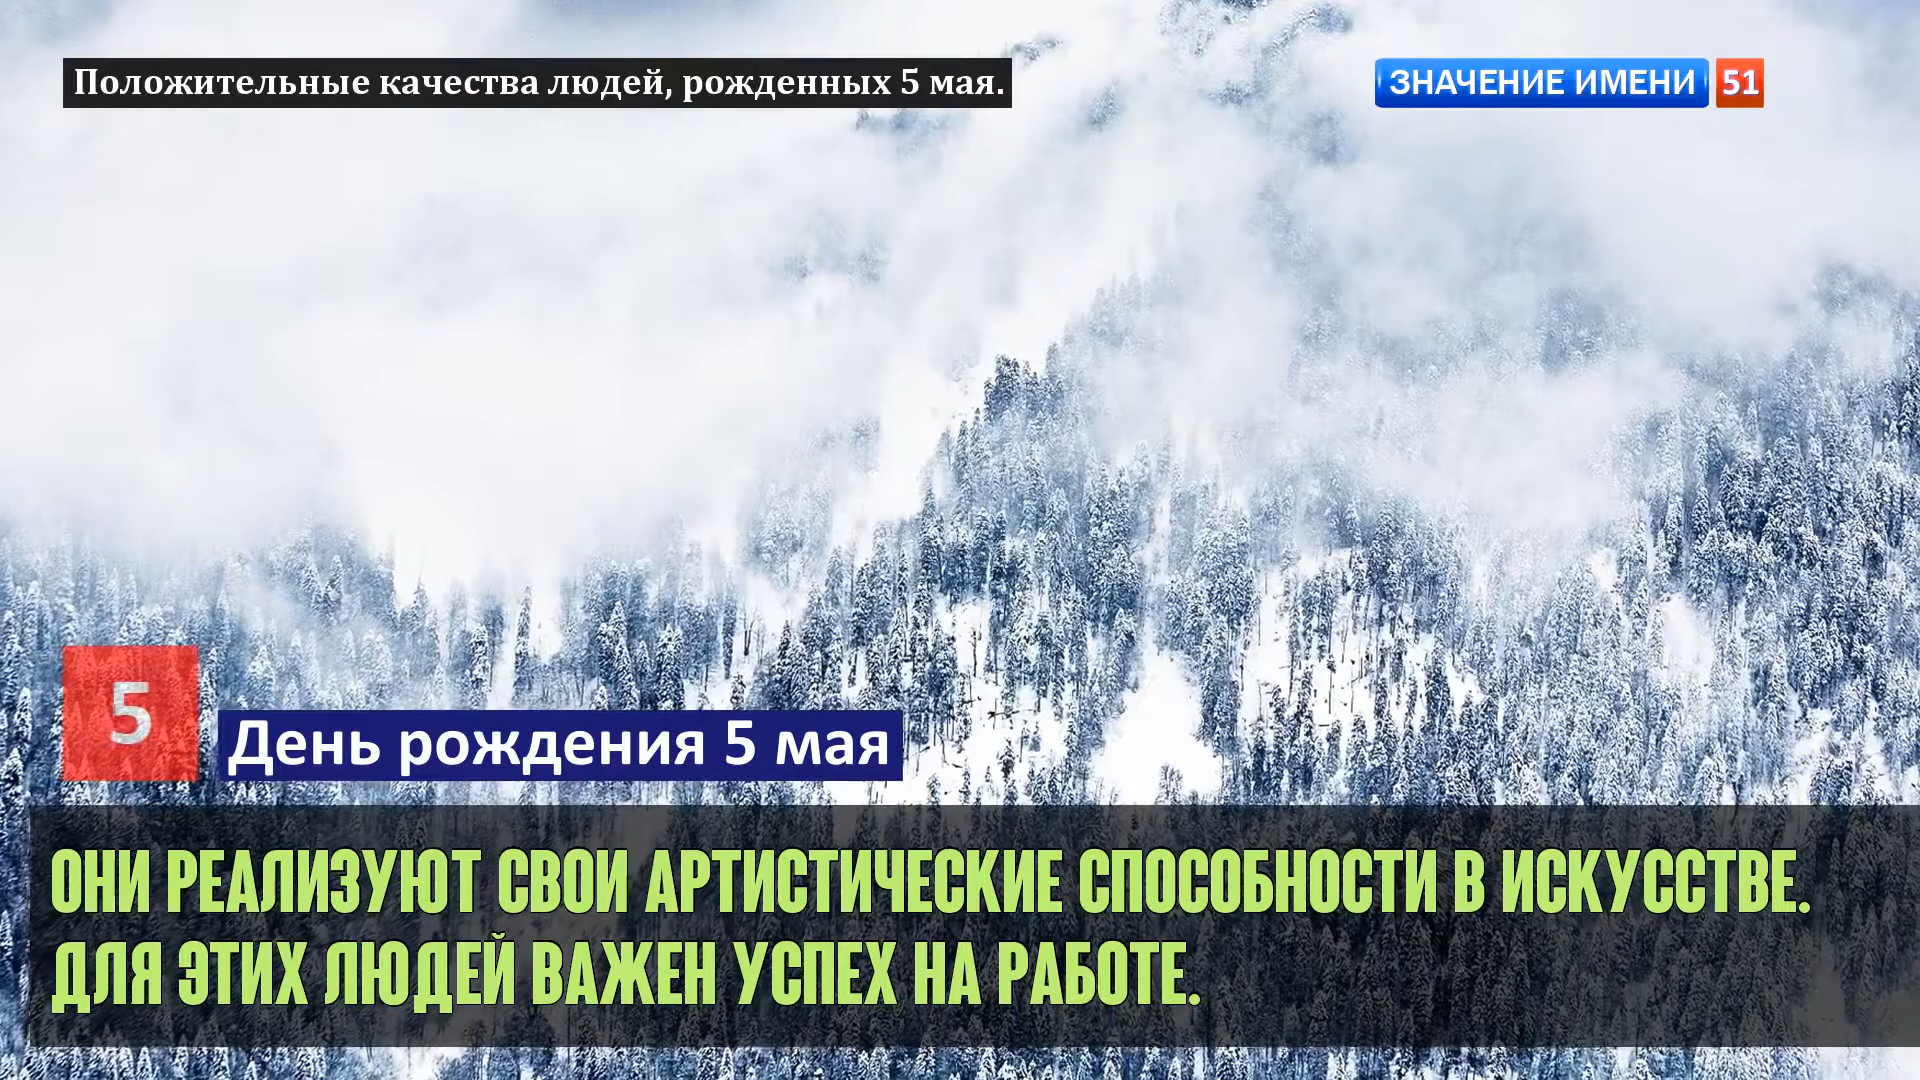 Положительные качества людей, рожденных 5 мая.
ЗНАЧЕНИЕ ИМЕНИ 51
5
День рождения 5 мая
ОНИ РЕАЛИЗУЮТ СВОИ АРТИСТИЧЕСКИЕ СПОСОБНОСТИ В ИСКУССТВЕ.
ДЛЯ ЭТИХ ЛЮДЕЙ ВАЖЕН УСПЕХ НА РАБОТЕ.